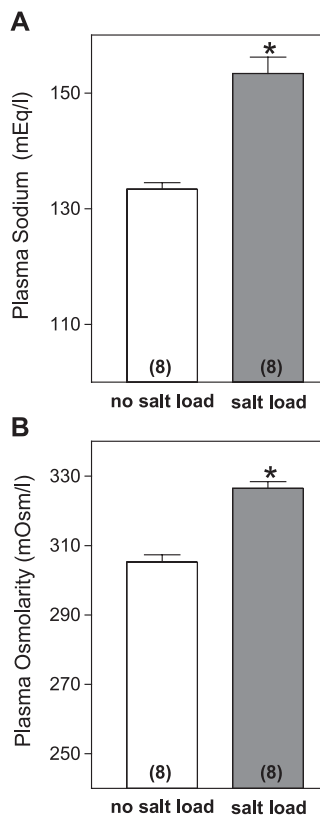 A
Plasma Sodium (mEq/l)
150
130
110
*
(8) (8)
no salt load salt load
B
Plasma Osmolarity (mOsm/l)
330
310
290
270
250
*
(8) (8)
no salt load salt load